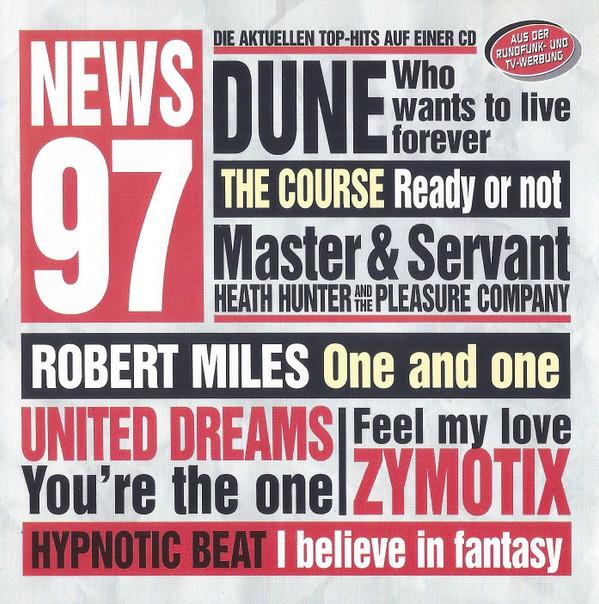 NEWS
97
DIE AKTUELLEN TOP-HITS AUF EINER CD
AUS DER
RUNDFUNK- UND
TV-WERBUNG
DUNE Who
wants to live
forever
THE COURSE Ready or not
Master & Servant
HEATH HUNTER AND THE PLEASURE COMPANY
ROBERT MILES One and one
UNITED DREAMS
You're the one
Feel my love
ZYMOTIX
HYPNOTIC BEAT I believe in fantasy